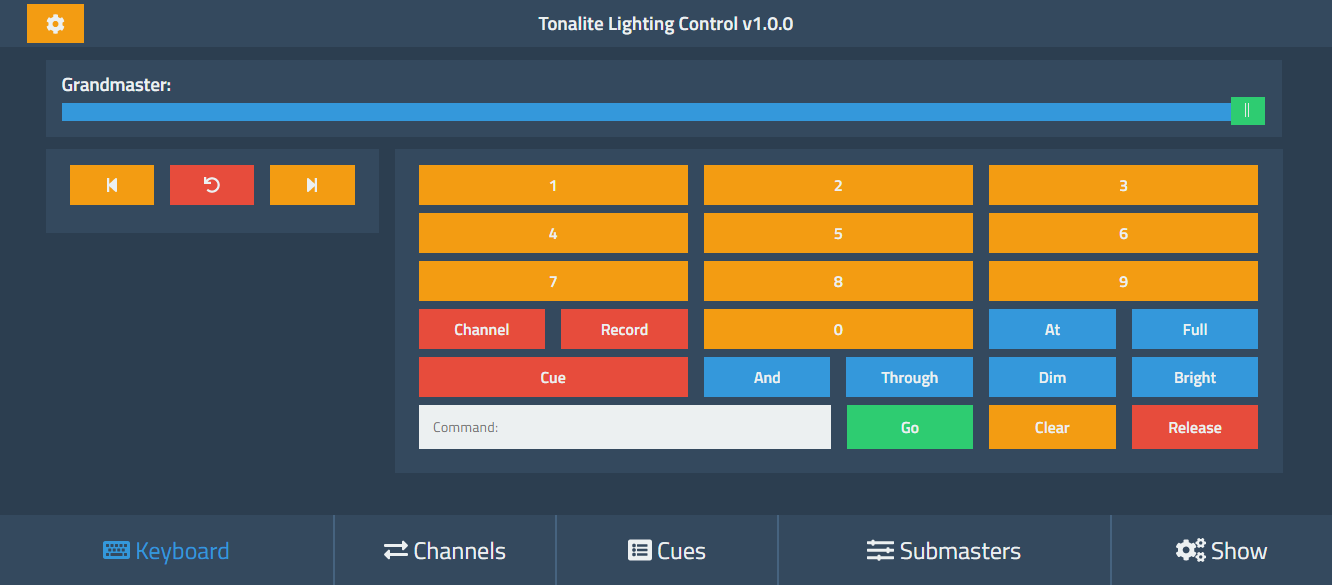 Tonalite Lighting Control v1.0.0
Grandmaster:
1 2 3
4 5 6
7 8 9
Channel Record 0 At Full
Cue And Through Dim Bright
Command: Go Clear Release
Keyboard Channels Cues Submasters Show